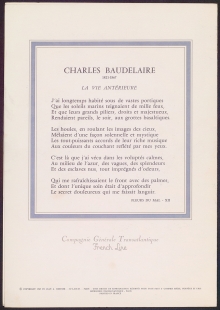 CHARLES BAUDELAIRE
1821-1867
LA VIE ANTÉRIEURE
J'ai longtemps habité sous de vastes portiques
Que les soleils marins teignaient de mille feux,
Et que leurs grands piliers, droits et majestueux,
Rendaient pareils, le soir, aux grottes basaltiques.
Les houles, en roulant les images des cieux,
Mêlaient d'une façon solennelle et mystique
Les tout-puissants accords de leur riche musique
Aux couleurs du couchant reflété par mes yeux.
C'est là que j'ai vécu dans les voluptés calmes,
Au milieu de l'azur, des vagues, des splendeurs
Et des esclaves nus, tout imprégnés d'odeurs,
Qui me rafraîchissaient le front avec des palmes,
Et dont l'unique soin était d'approfondir
Le secret douloureux qui me faisait languir.
FLEURS DU MAL - XII
Compagnie Générale Transatlantique
French Line